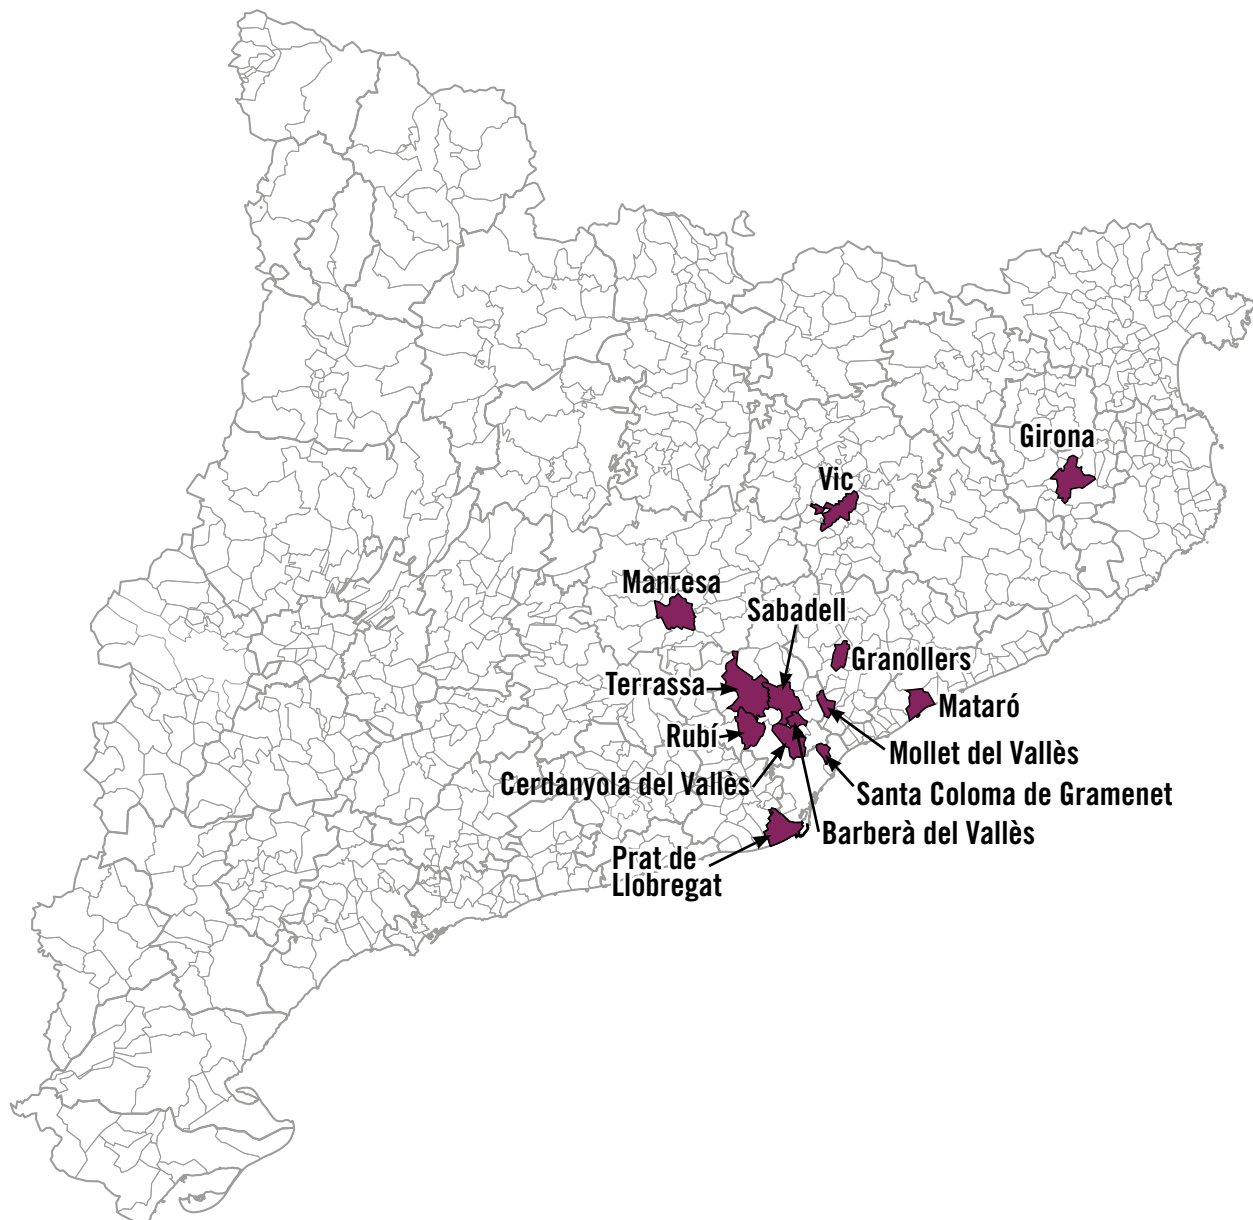 Girona
Vic
Manresa
Sabadell
Granollers
Terrassa
Mataró
Rubí
Mollet del Vallès
Cerdanyola del Vallès
Santa Coloma de Gramenet
Barberà del Vallès
Prat de
Llobregat